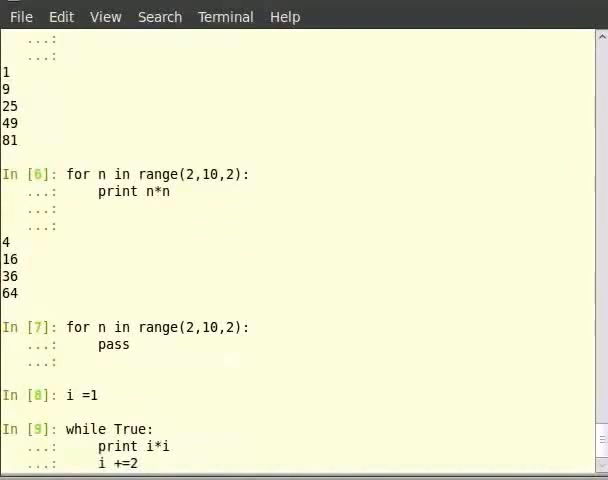 File Edit View Search Terminal Help
...:
...:
1
9
25
49
81
In [6]: for n in range(2,10,2):
...:     print n*n
...:
...:
4
16
36
64
In [7]: for n in range(2,10,2):
...:     pass
...:
In [8]: i =1
In [9]: while True:
...:     print i*i
...:     i +=2